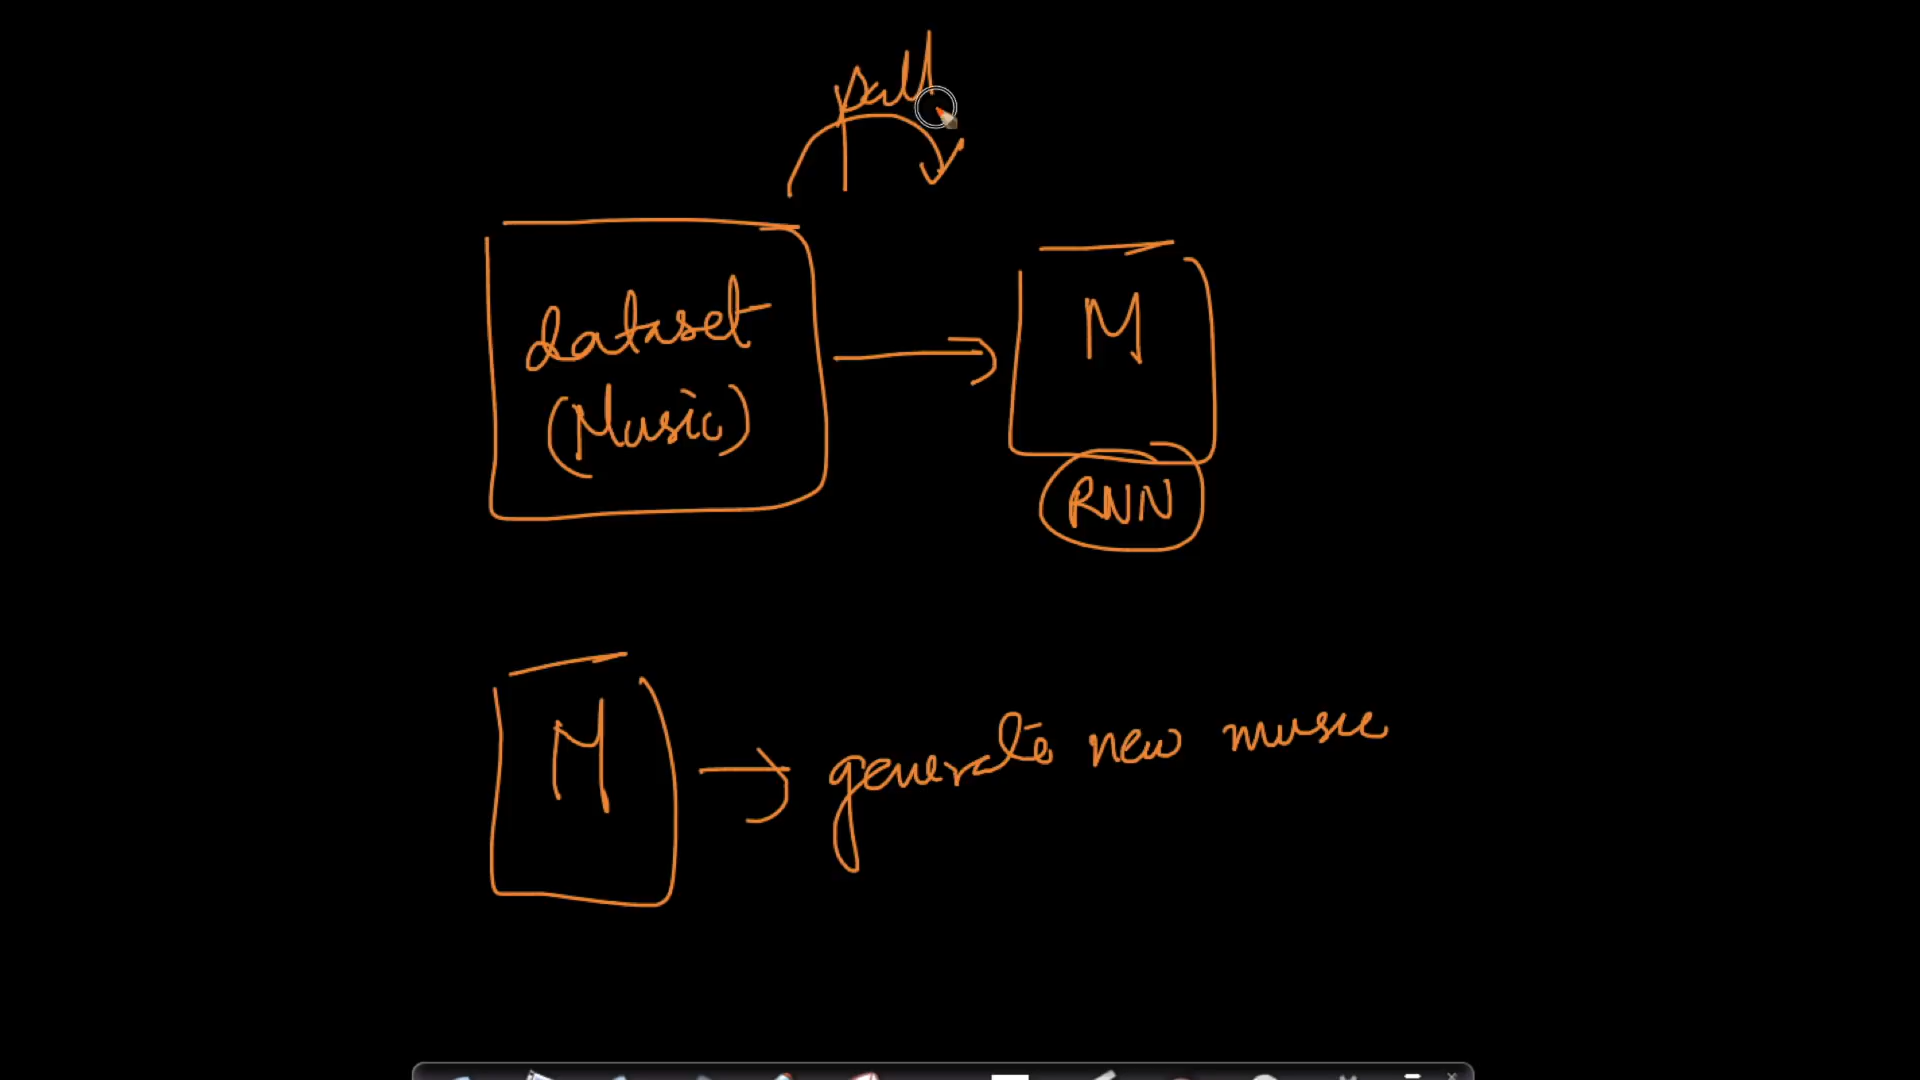 dataset
(Music)
M
RNN
M
generate new music